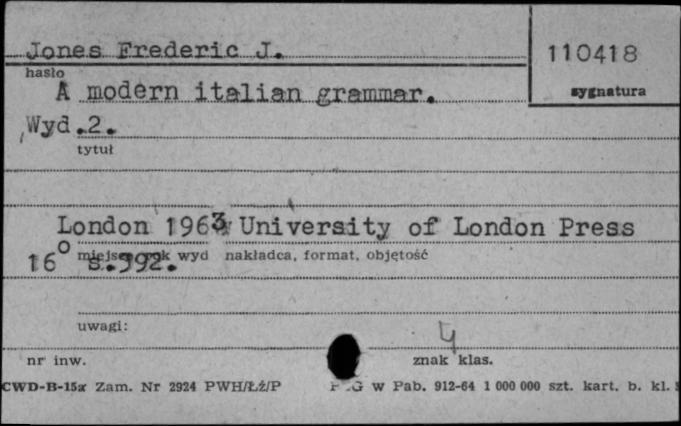 Jones Frederic J.
110418
hasło
sygnatura
A modern italian grammar.
Wyd.2.
tytuł
London 1963 University of London Press
miejsce rok wyd nakładca, format, objętość
16° s.392.
uwagi:
4
nr inw.
znak klas.
CWD-B-15a Zam. Nr 2924 PWH/Łź/P
w Pab. 912-64 1 000 000 szt. kart. b. kl.